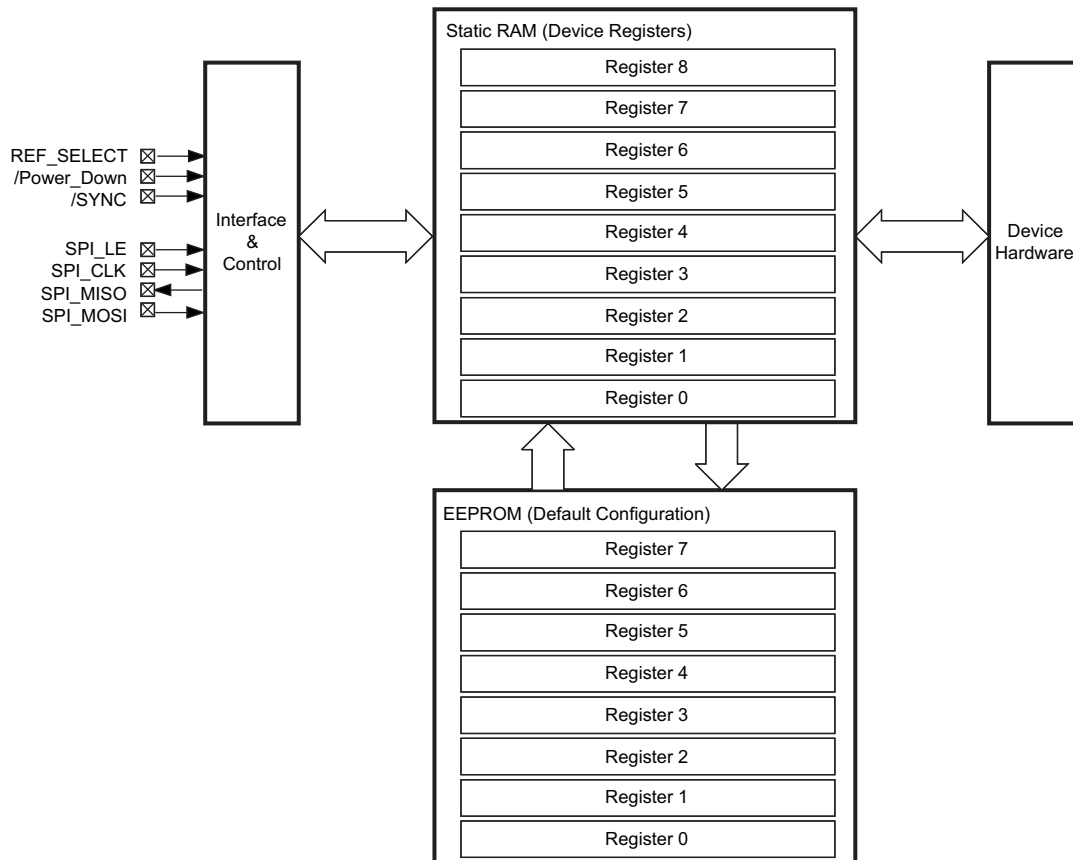 Static RAM (Device Registers)
Register 8
Register 7
Register 6
Register 5
Register 4
Register 3
Register 2
Register 1
Register 0
REF_SELECT
/Power_Down
/SYNC
SPI_LE
SPI_CLK
SPI_MISO
SPI_MOSI
Interface
&
Control
Device
Hardware
EEPROM (Default Configuration)
Register 7
Register 6
Register 5
Register 4
Register 3
Register 2
Register 1
Register 0